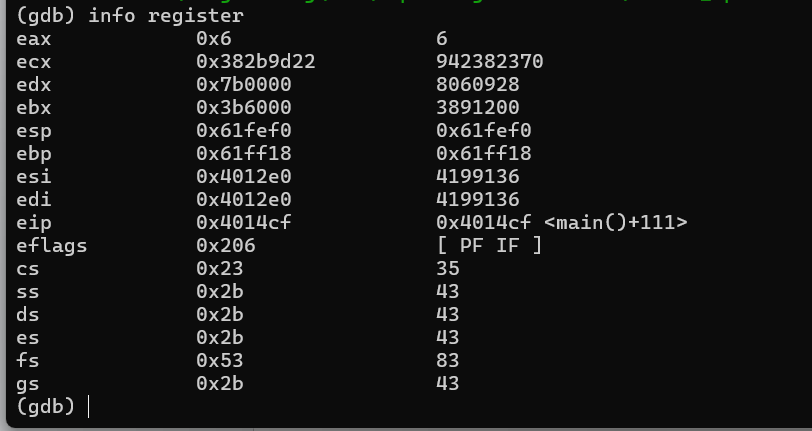 (gdb) info register
eax 0x6 6
ecx 0x382b9d22 942382370
edx 0x7b0000 8060928
ebx 0x3b6000 3891200
esp 0x61fef0 0x61fef0
ebp 0x61ff18 0x61ff18
esi 0x4012e0 4199136
edi 0x4012e0 4199136
eip 0x4014cf 0x4014cf <main()+111>
eflags 0x206 [ PF IF ]
cs 0x23 35
ss 0x2b 43
ds 0x2b 43
es 0x2b 43
fs 0x53 83
gs 0x2b 43
(gdb)